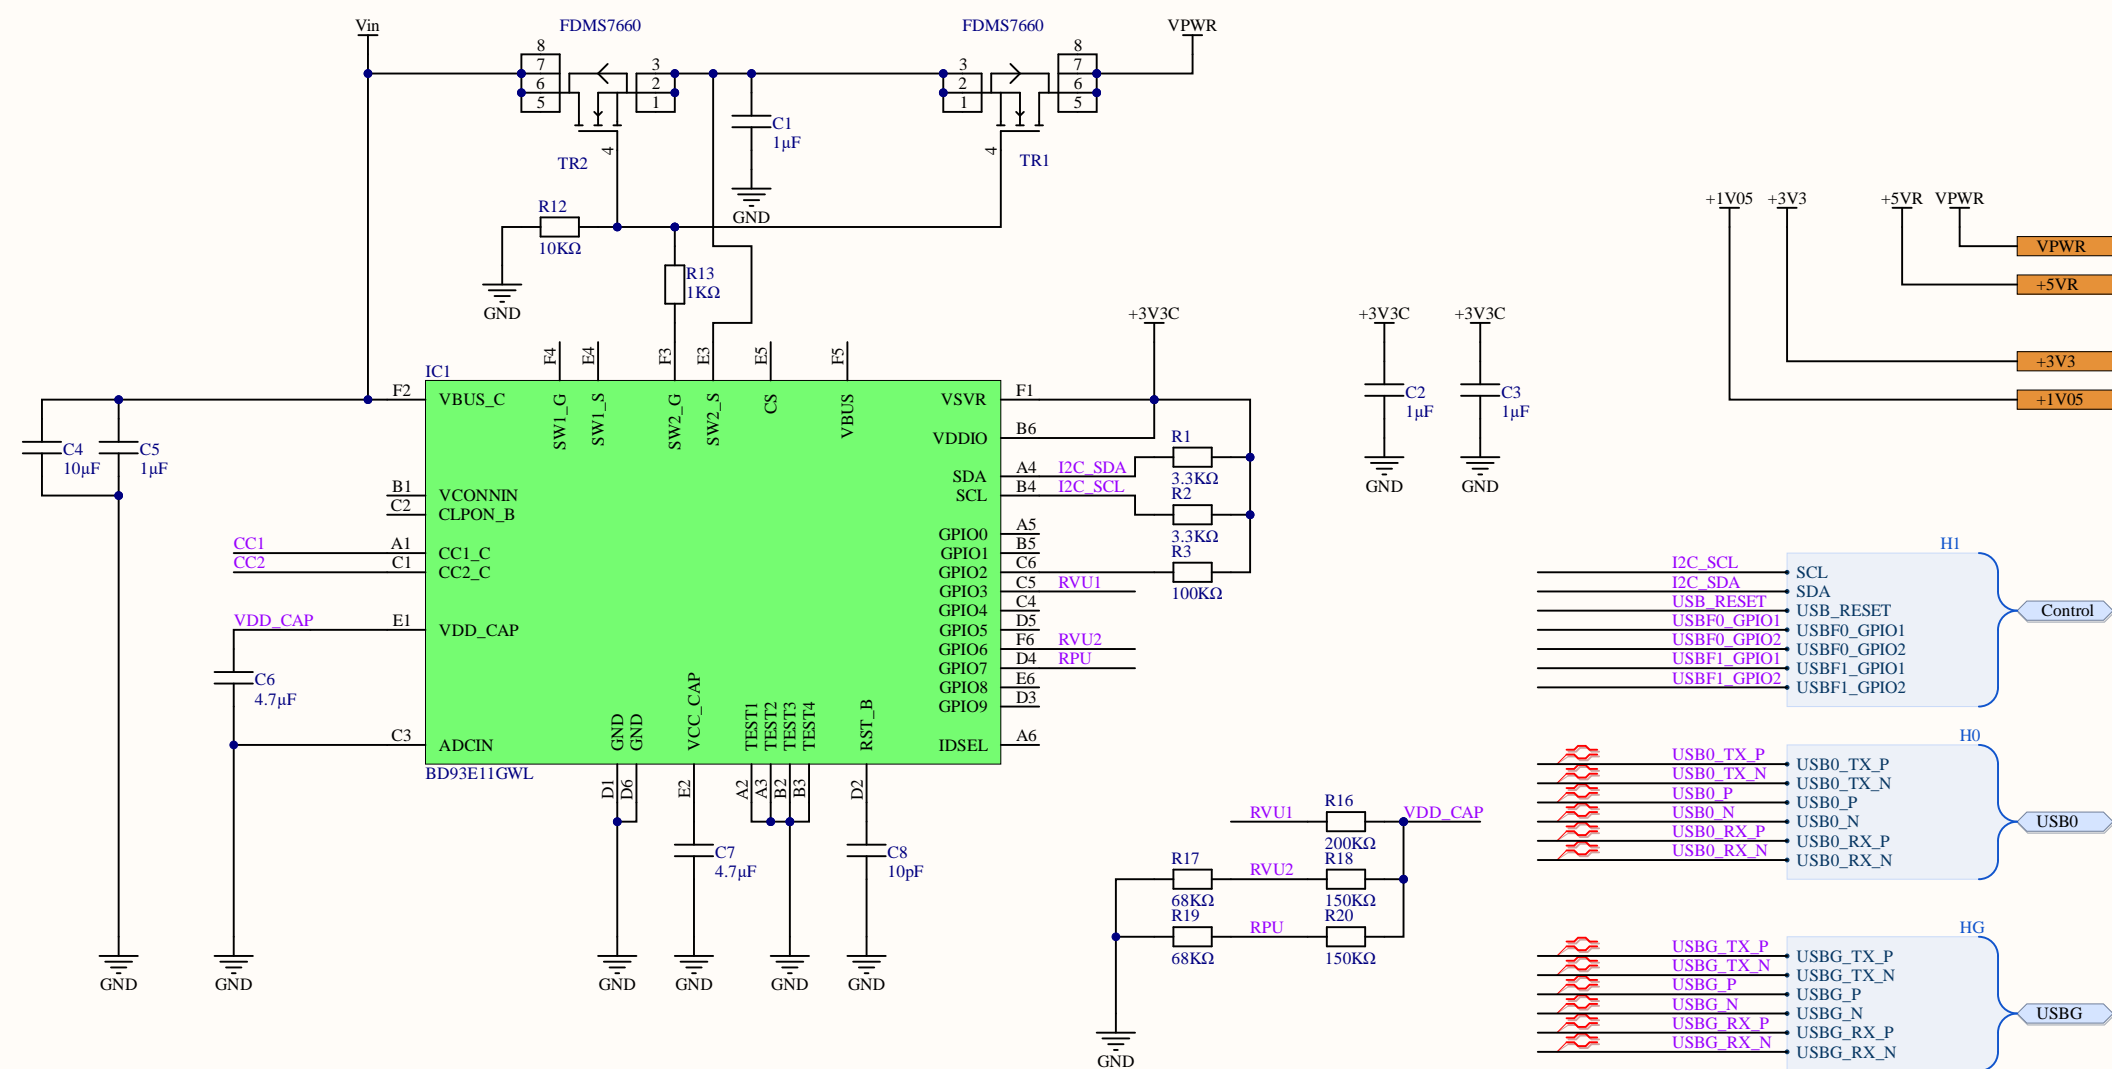 Vin
FDMS7660
FDMS7660
VPWR
8
7
6
5
3
2
1
3
2
1
8
7
6
5
C1
1µF
4
TR2
4
TR1
GND
R12
10KΩ
GND
R13
1KΩ
+1V05
+3V3
+5VR
VPWR
VPWR
+5VR
+3V3
+1V05
+3V3C
+3V3C
+3V3C
C2
1µF
GND
C3
1µF
GND
F4
E4
F3
E3
E5
F5
IC1
F2
VBUS_C
SW1_G
SW1_S
SW2_G
SW2_S
CS
VBUS
VSVR
F1
VDDIO
B6
C4
10µF
C5
1µF
GND
B1
VCONNIN
C2
CLPON_B
CC1
A1
CC1_C
CC2
C1
CC2_C
VDD_CAP
E1
VDD_CAP
C6
4.7µF
C3
ADCIN
GND
SDA
A4
I2C_SDA
SCL
B4
I2C_SCL
R1
3.3KΩ
R2
3.3KΩ
R3
100KΩ
GPIO0
A5
GPIO1
B5
GPIO2
C6
GPIO3
C5
RVU1
GPIO4
C4
GPIO5
D5
GPIO6
F6
RVU2
GPIO7
D4
RPU
GPIO8
E6
GPIO9
D3
IDSEL
A6
GND
GND
VCC_CAP
TEST1
TEST2
TEST3
TEST4
RST_B
BD93E11GWL
D1
D6
E2
A2
A3
B2
B3
D2
C7
4.7µF
C8
10pF
GND
GND
GND
GND
RVU1
R16
200KΩ
VDD_CAP
R17
68KΩ
RVU2
R18
150KΩ
R19
68KΩ
RPU
R20
150KΩ
GND
H1
I2C_SCL
SCL
I2C_SDA
SDA
USB_RESET
USB_RESET
USBF0_GPIO1
USBF0_GPIO1
USBF0_GPIO2
USBF0_GPIO2
USBF1_GPIO1
USBF1_GPIO1
USBF1_GPIO2
USBF1_GPIO2
Control
H0
USB0_TX_P
USB0_TX_P
USB0_TX_N
USB0_TX_N
USB0_P
USB0_P
USB0_N
USB0_N
USB0_RX_P
USB0_RX_P
USB0_RX_N
USB0_RX_N
USB0
HG
USBG_TX_P
USBG_TX_P
USBG_TX_N
USBG_TX_N
USBG_P
USBG_P
USBG_N
USBG_N
USBG_RX_P
USBG_RX_P
USBG_RX_N
USBG_RX_N
USBG